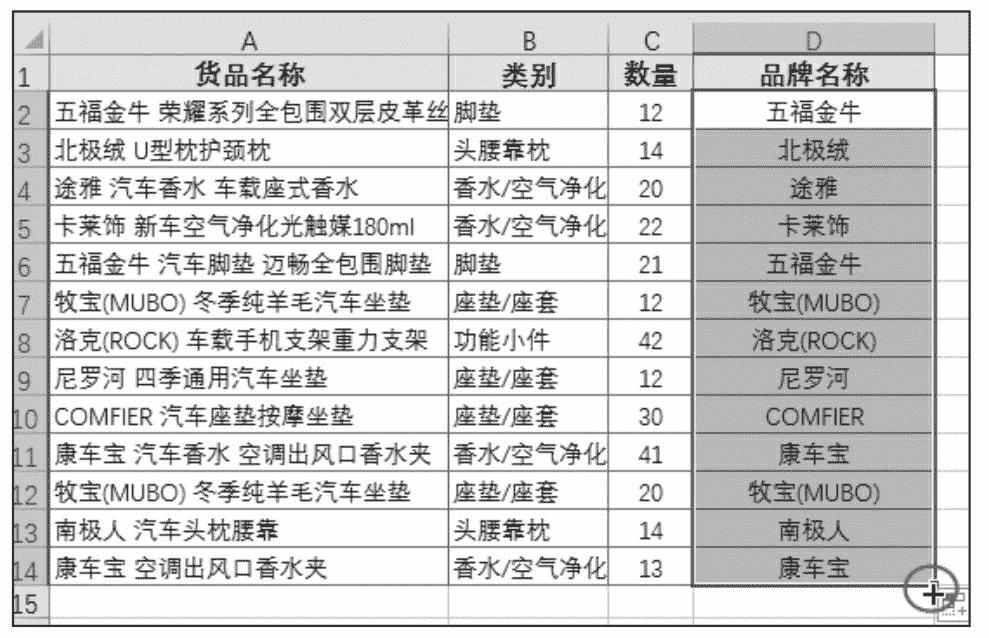 A B C D
1 货品名称 类别 数量 品牌名称
2 五福金牛 荣耀系列全包围双层皮革丝 脚垫 12 五福金牛
3 北极绒 U型枕护颈枕 头腰靠枕 14 北极绒
4 途雅 汽车香水 车载座式香水 香水/空气净化 20 途雅
5 卡莱饰 新车空气净化光触媒180ml 香水/空气净化 22 卡莱饰
6 五福金牛 汽车脚垫 迈畅全包围脚垫 脚垫 21 五福金牛
7 牧宝(MUBO) 冬季纯羊毛汽车坐垫 座垫/座套 12 牧宝(MUBO)
8 洛克(ROCK) 车载手机支架重力支架 功能小件 42 洛克(ROCK)
9 尼罗河 四季通用汽车坐垫 座垫/座套 12 尼罗河
10 COMFIER 汽车座垫按摩坐垫 座垫/座套 30 COMFIER
11 康车宝 汽车香水 空调出风口香水夹 香水/空气净化 41 康车宝
12 牧宝(MUBO) 冬季纯羊毛汽车坐垫 座垫/座套 20 牧宝(MUBO)
13 南极人 汽车头枕腰靠 头腰靠枕 14 南极人
14 康车宝 空调出风口香水夹 香水/空气净化 13 康车宝
15